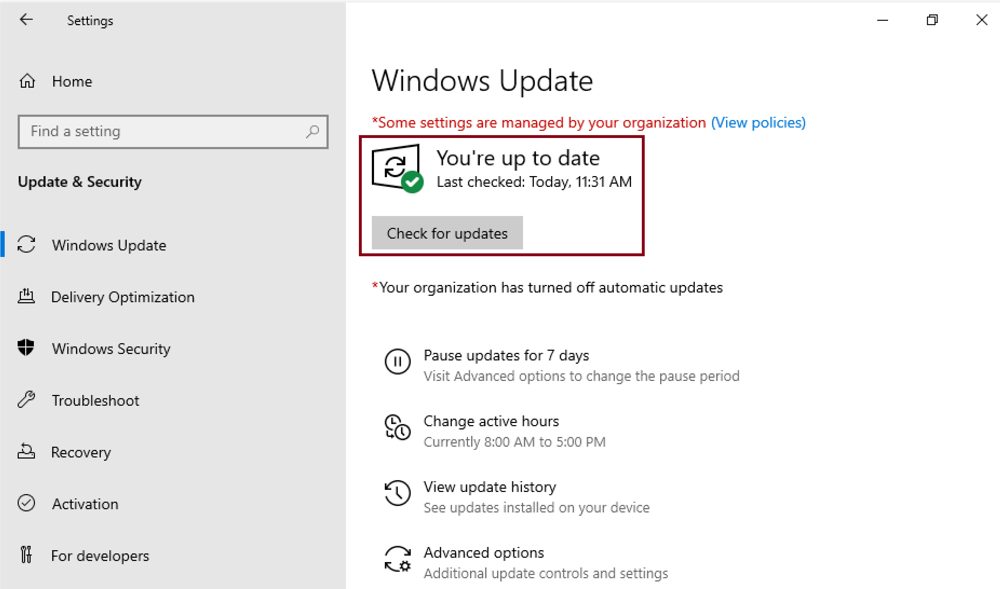 Settings
Home
Find a setting
Update & Security
Windows Update
Delivery Optimization
Windows Security
Troubleshoot
Recovery
Activation
For developers
Windows Update
*Some settings are managed by your organization (View policies)
You're up to date
Last checked: Today, 11:31 AM
Check for updates
*Your organization has turned off automatic updates
Pause updates for 7 days
Visit Advanced options to change the pause period
Change active hours
Currently 8:00 AM to 5:00 PM
View update history
See updates installed on your device
Advanced options
Additional update controls and settings